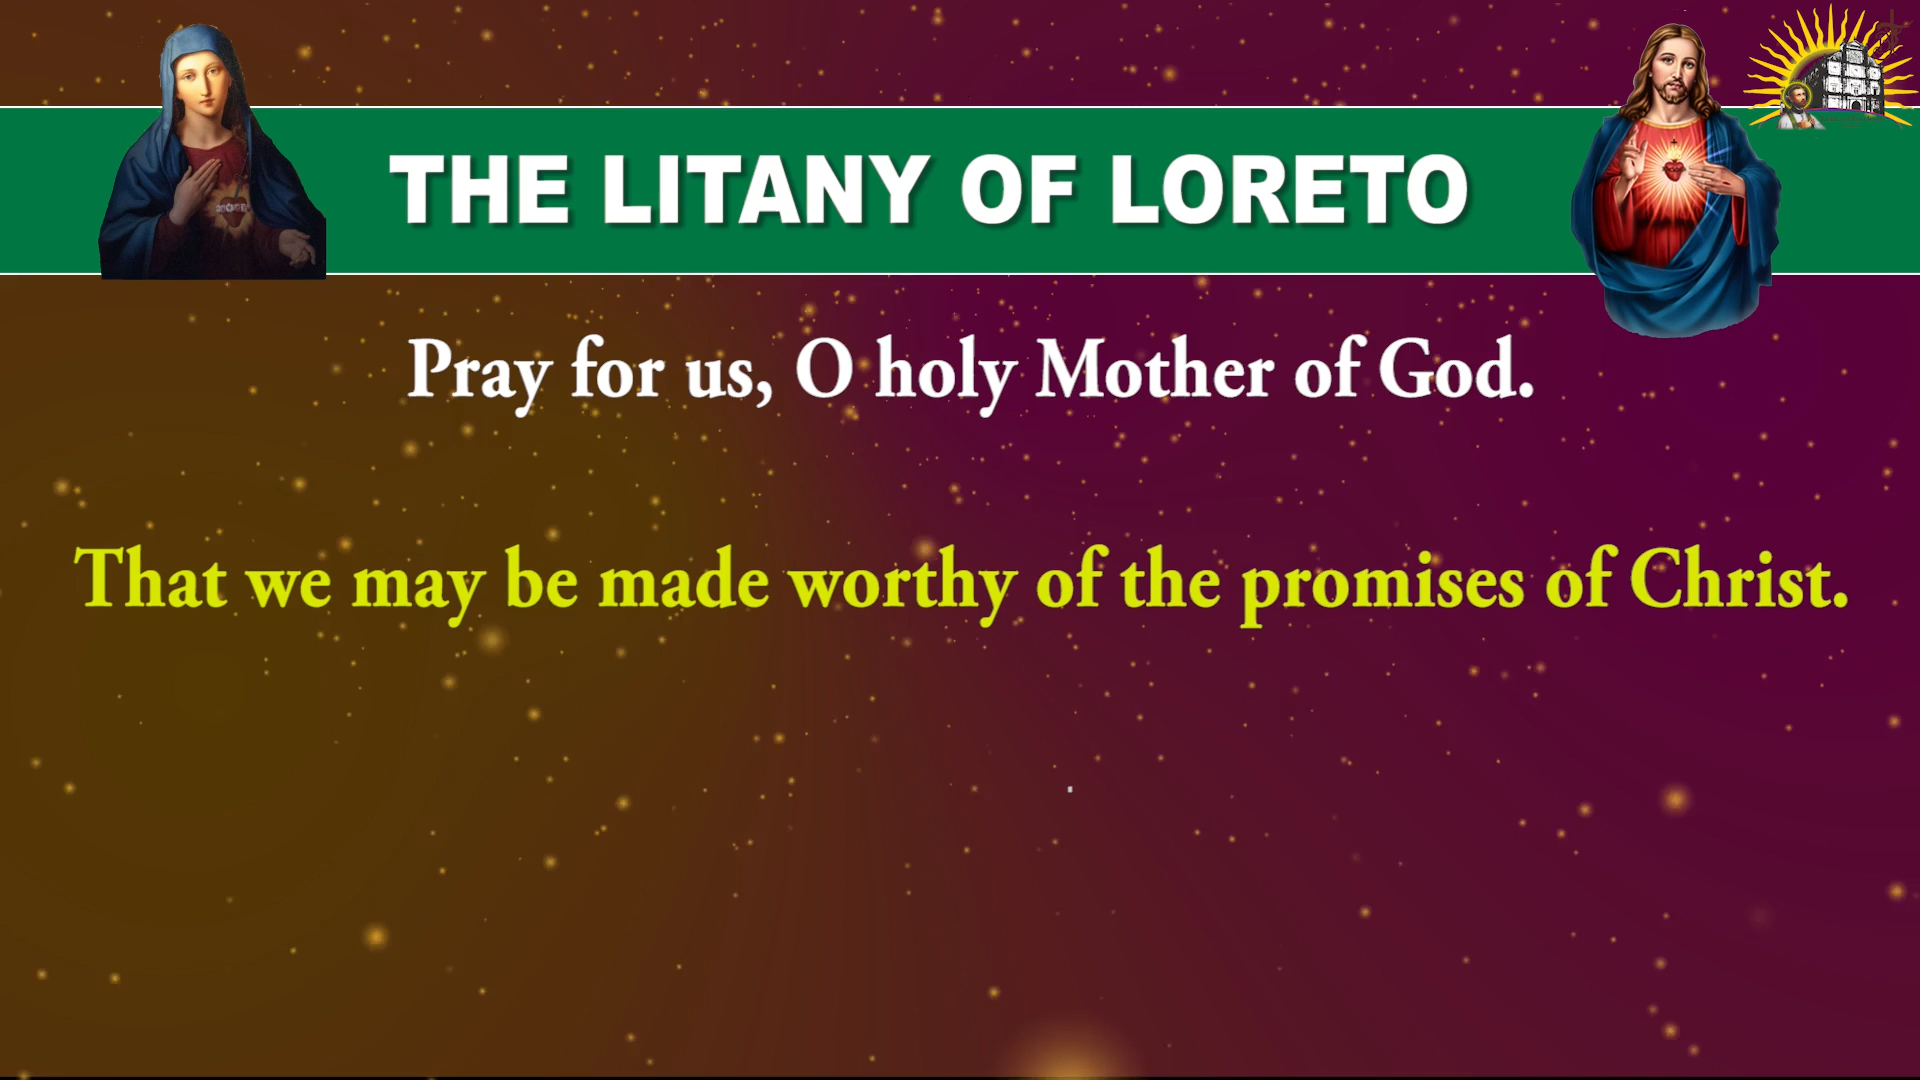 THE LITANY OF LORETO
Pray for us, O holy Mother of God.
That we may be made worthy of the promises of Christ.